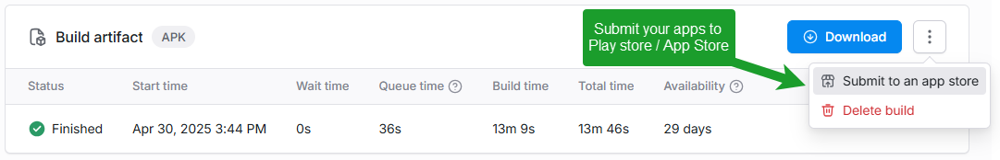 Build artifact APK
Submit your apps to
Play store / App Store
Download
Submit to an app store
Delete build
Status Start time Wait time Queue time Build time Total time Availability
Finished Apr 30, 2025 3:44 PM 0s 36s 13m 9s 13m 46s 29 days